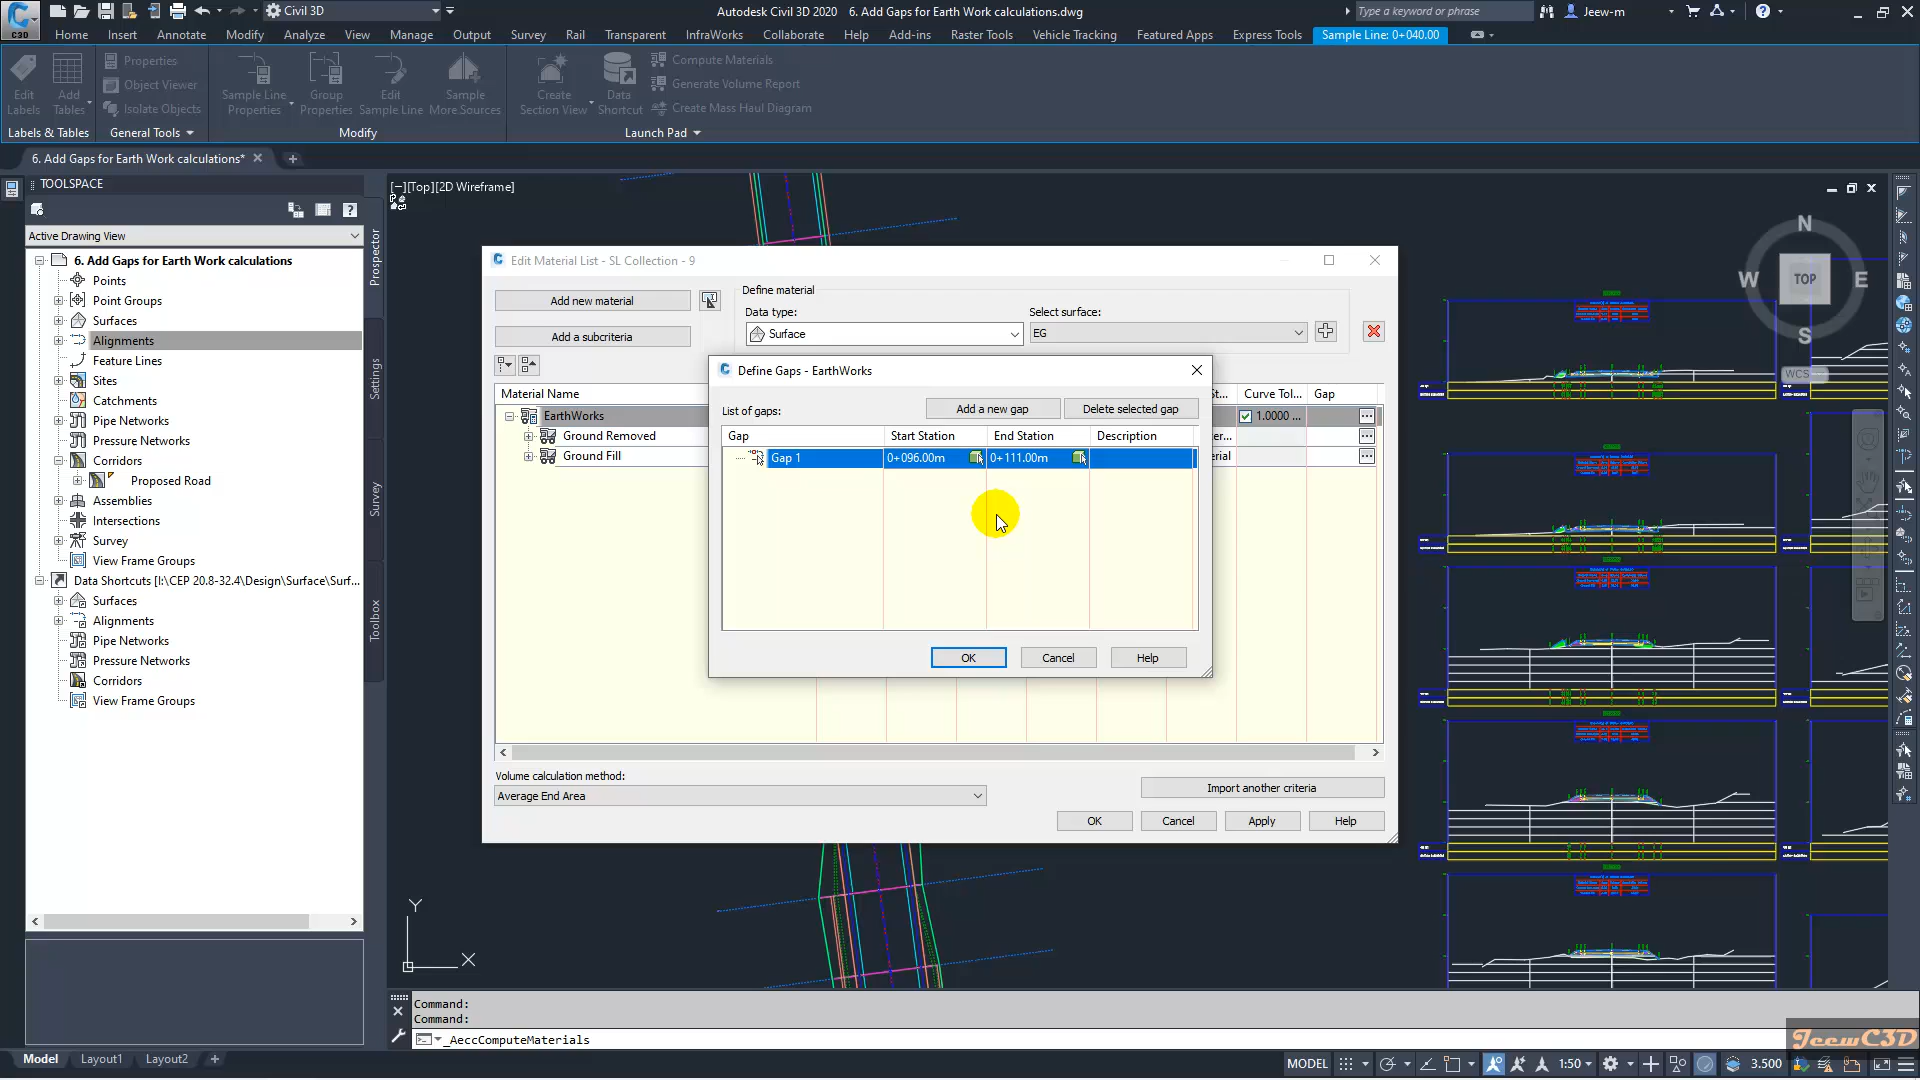 Civil 3D
Autodesk Civil 3D 2020 6. Add Gaps for Earth Work calculations.dwg
Type a keyword or phrase
Jeew-m
C3D
Home Insert Annotate Modify Analyze View Manage Output Survey Rail Transparent InfraWorks Collaborate Help Add-ins Raster Tools Vehicle Tracking Featured Apps Express Tools Sample Line: 0+040.00
Edit Labels
Add Tables
Properties
Object Viewer
Isolate Objects
Sample Line Properties
Group Properties
Edit Sample Line
Sample More Sources
Create Section View
Data Shortcut
Compute Materials
Generate Volume Report
Create Mass Haul Diagram
Labels & Tables General Tools Modify Launch Pad
6. Add Gaps for Earth Work calculations*
TOOLSPACE
Active Drawing View
6. Add Gaps for Earth Work calculations
Points
Point Groups
Surfaces
Alignments
Feature Lines
Sites
Catchments
Pipe Networks
Pressure Networks
Corridors
Proposed Road
Assemblies
Intersections
Survey
View Frame Groups
Data Shortcuts [I:\CEP 20.8-32.4\Design\Surface\Surf...
Surfaces
Alignments
Pipe Networks
Pressure Networks
Corridors
View Frame Groups
Prospector
Settings
Survey
Toolbox
[−][Top][2D Wireframe]
N
W TOP E
S
WCS
Edit Material List - SL Collection - 9
Add new material
Add a subcriteria
Define material
Data type:
Surface
Select surface:
EG
Material Name
St... Curve Tol... Gap
EarthWorks
1.0000 ...
Ground Removed
er...
Ground Fill
erial
Define Gaps - EarthWorks
List of gaps:
Add a new gap
Delete selected gap
Gap Start Station End Station Description
Gap 1 0+096.00m 0+111.00m
OK Cancel Help
Volume calculation method:
Average End Area
Import another criteria
OK Cancel Apply Help
Y
X
Command:
Command:
_AeccComputeMaterials
JeewC3D
Model Layout1 Layout2
MODEL 1:50 3.500